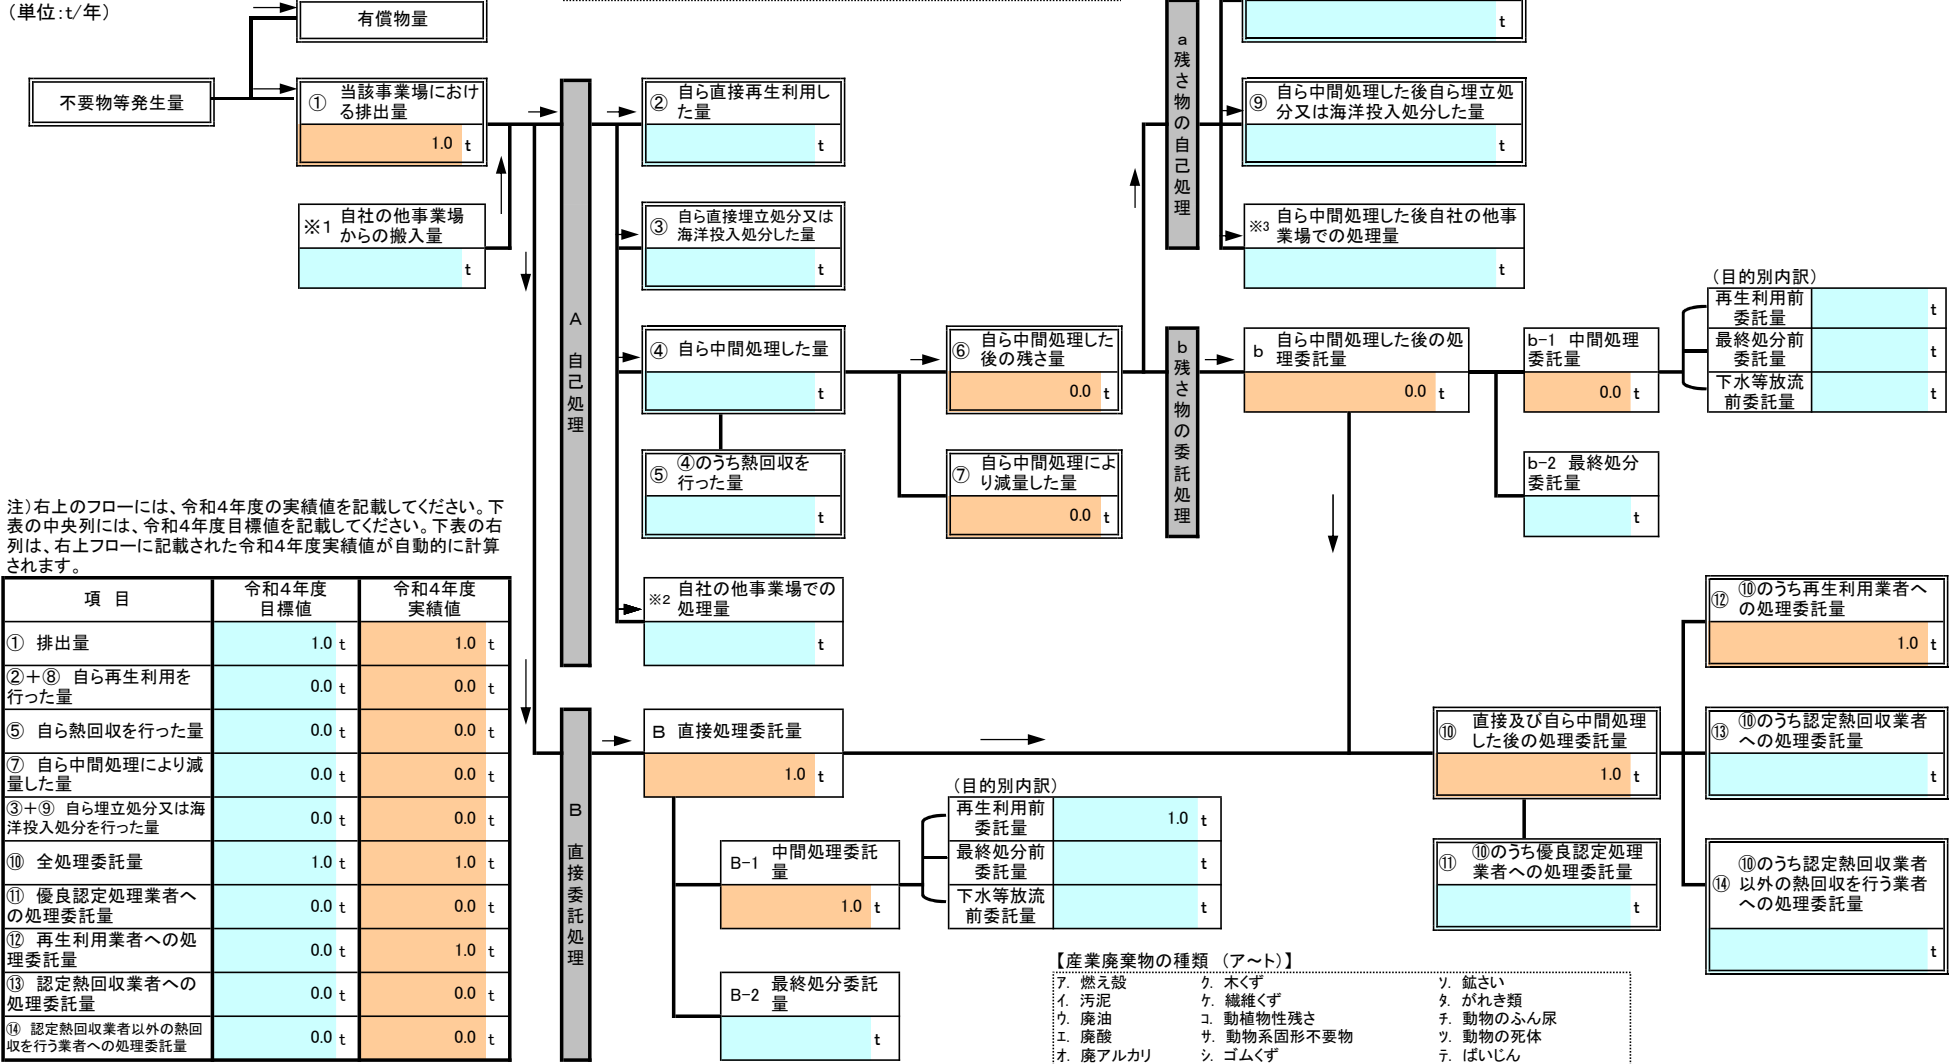 (単位:t/年)
有償物量
不要物等発生量
① 当該事業場におけ
る排出量
1.0 t
※1 自社の他事業場
からの搬入量
t
A 自己処理
② 自ら直接再生利用し
た量
t
③ 自ら直接埋立処分又は
海洋投入処分した量
t
④ 自ら中間処理した量
t
⑤ ④のうち熱回収を
行った量
t
※2 自社の他事業場での
処理量
t
⑥ 自ら中間処理した
後の残さ量
0.0 t
⑦ 自ら中間処理によ
り減量した量
0.0 t
a残さ物の自己処理
t
⑨ 自ら中間処理した後自ら埋立処
分又は海洋投入処分した量
t
※3 自ら中間処理した後自社の他事
業場での処理量
t
b残さ物の委託処理
b 自ら中間処理した後の処
理委託量
0.0 t
b-1 中間処理
委託量
0.0 t
b-2 最終処分
委託量
t
(目的別内訳)
再生利用前
委託量
t
最終処分前
委託量
t
下水等放流
前委託量
t
注)右上のフローには、令和4年度の実績値を記載してください。下
表の中央列には、令和4年度目標値を記載してください。下表の右
列は、右上フローに記載された令和4年度実績値が自動的に計算
されます。
項 目
令和4年度
目標値
令和4年度
実績値
① 排出量
1.0 t
1.0 t
②+⑧ 自ら再生利用を
行った量
0.0 t
0.0 t
⑤ 自ら熱回収を行った量
0.0 t
0.0 t
⑦ 自ら中間処理により減
量した量
0.0 t
0.0 t
③+⑨ 自ら埋立処分又は海
洋投入処分を行った量
0.0 t
0.0 t
⑩ 全処理委託量
1.0 t
1.0 t
⑪ 優良認定処理業者へ
の処理委託量
0.0 t
0.0 t
⑫ 再生利用業者への処
理委託量
0.0 t
1.0 t
⑬ 認定熱回収業者への
処理委託量
0.0 t
0.0 t
⑭ 認定熱回収業者以外の熱回
収を行う業者への処理委託量
0.0 t
0.0 t
B 直接委託処理
B 直接処理委託量
1.0 t
B-1 中間処理委託
量
1.0 t
B-2 最終処分委託
量
t
(目的別内訳)
再生利用前
委託量
1.0 t
最終処分前
委託量
t
下水等放流
前委託量
t
⑩ 直接及び自ら中間処理
した後の処理委託量
1.0 t
⑪ ⑩のうち優良認定処理
業者への処理委託量
t
⑫ ⑩のうち再生利用業者へ
の処理委託量
1.0 t
⑬ ⑩のうち認定熱回収業者
への処理委託量
t
⑭ ⑩のうち認定熱回収業者
以外の熱回収を行う業者
への処理委託量
t
【産業廃棄物の種類 (ア~ト)】
ア. 燃え殻 ク. 木くず ソ. 鉱さい
イ. 汚泥 ケ. 繊維くず タ. がれき類
ウ. 廃油 コ. 動植物性残さ チ. 動物のふん尿
エ. 廃酸 サ. 動物系固形不要物 ツ. 動物の死体
オ. 廃アルカリ シ. ゴムくず テ. ばいじん